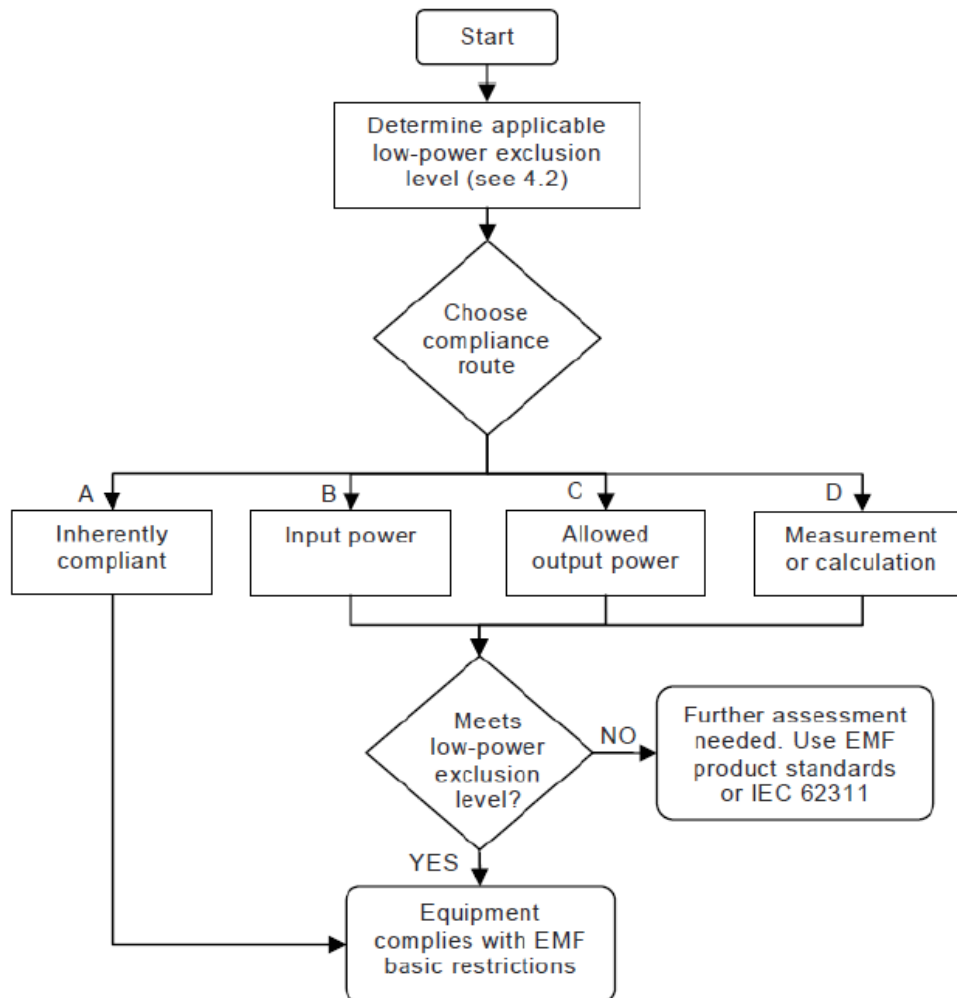 Start
Determine applicable
low-power exclusion
level (see 4.2)
Choose
compliance
route
A
B
C
D
Inherently
compliant
Input power
Allowed
output power
Measurement
or calculation
Meets
low-power
exclusion
level?
NO
Further assessment
needed. Use EMF
product standards
or IEC 62311
YES
Equipment
complies with EMF
basic restrictions